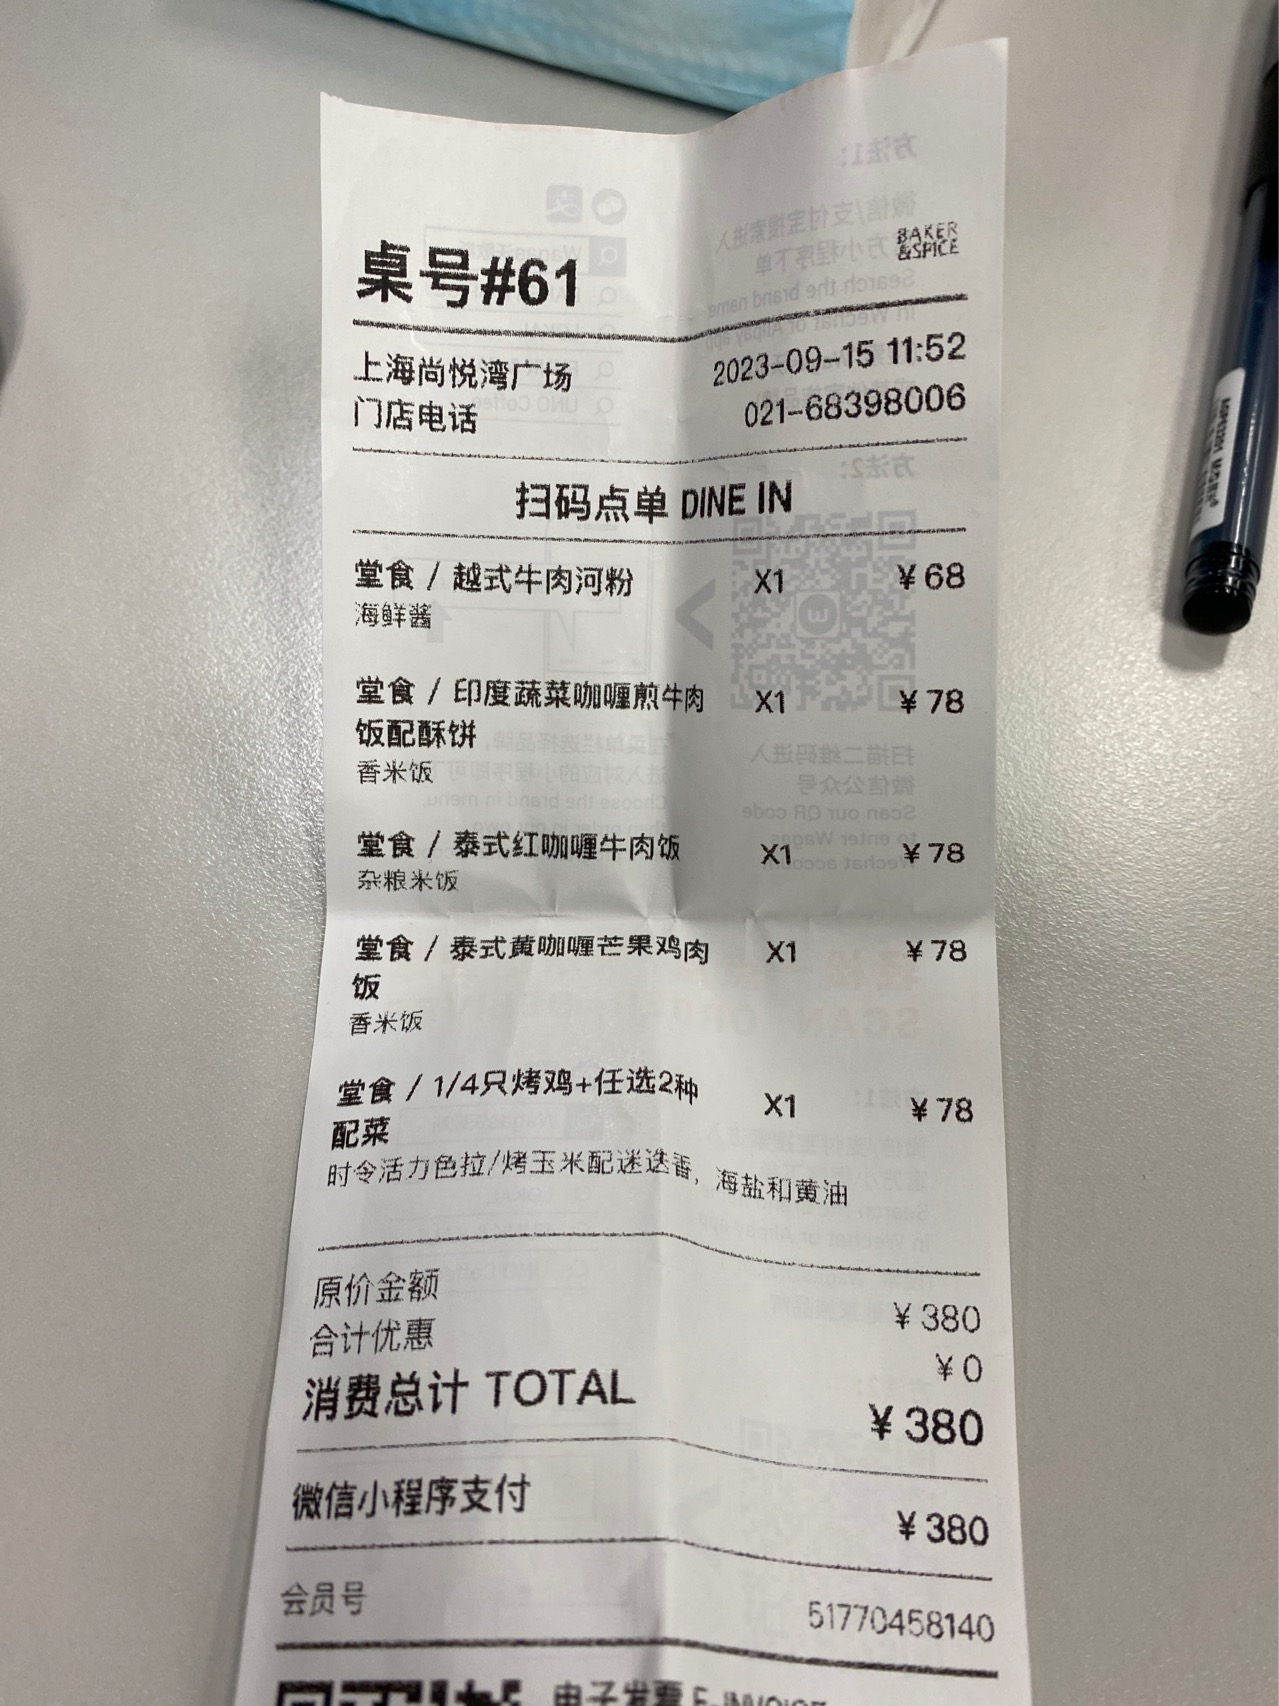 BAKER
&SPICE
桌号#61
上海尚悦湾广场 2023-09-15 11:52
门店电话 021-68398006
扫码点单 DINE IN
堂食 / 越式牛肉河粉 X1 ¥68
海鲜酱
堂食 / 印度蔬菜咖喱煎牛肉 X1 ¥78
饭配酥饼
香米饭
堂食 / 泰式红咖喱牛肉饭 X1 ¥78
杂粮米饭
堂食 / 泰式黄咖喱芒果鸡肉 X1 ¥78
饭
香米饭
堂食 / 1/4只烤鸡+任选2种 X1 ¥78
配菜
时令活力色拉/烤玉米配迷迭香, 海盐和黄油
原价金额 ¥380
合计优惠 ¥0
消费总计 TOTAL ¥380
微信小程序支付 ¥380
会员号 51770458140
电子发票 E-INVOICE